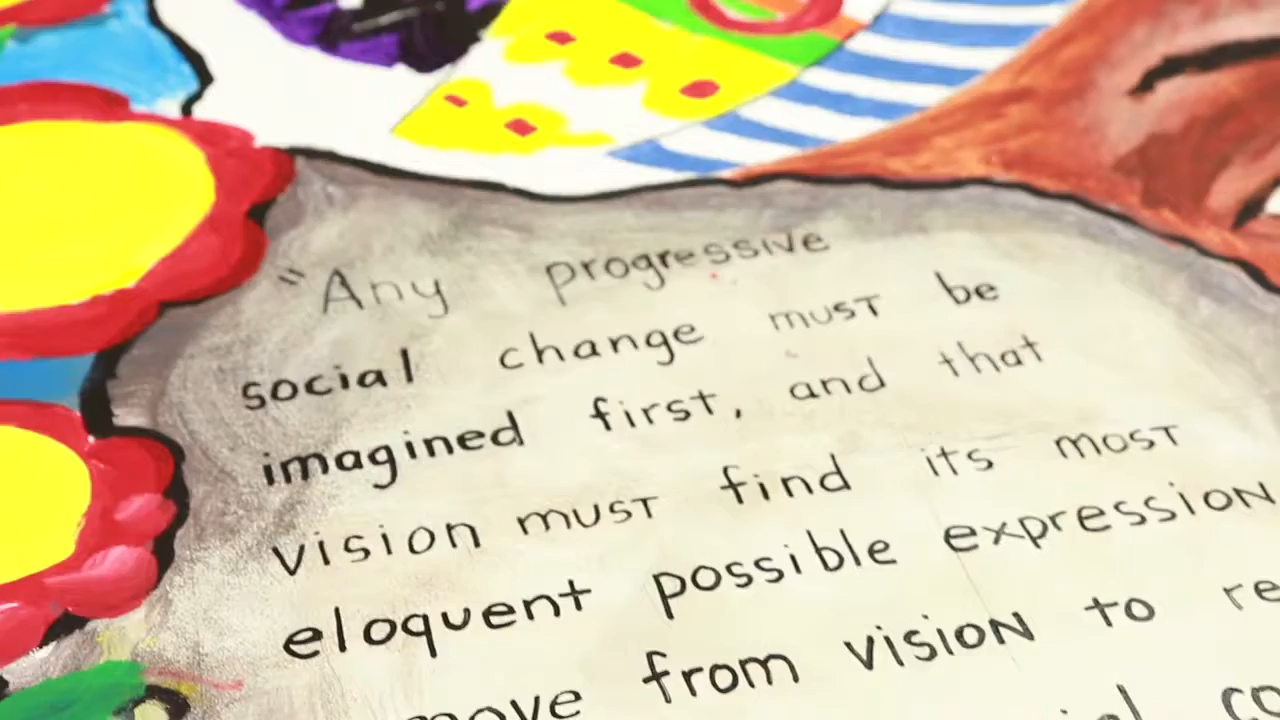 "Any progressive
social change must be
imagined first, and that
vision must find its most
eloquent possible expression
from vision to